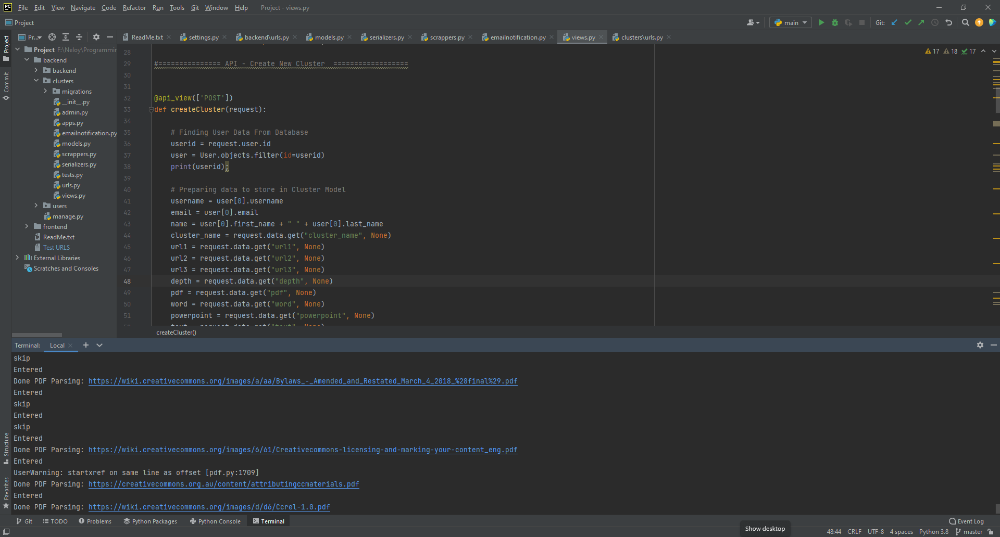 PC File Edit View Navigate Code Refactor Run Tools Git Window Help Project - views.py
Project main Git:
Pr... ReadMe.txt settings.py backend\urls.py models.py serializers.py scrappers.py emailnotification.py views.py clusters\urls.py
Project
Commit
Structure
Favorites
Project F:\Neloy\Programmin
backend
backend
clusters
migrations
__init__.py
admin.py
apps.py
emailnotification.py
models.py
scrappers.py
serializers.py
tests.py
urls.py
views.py
users
manage.py
frontend
ReadMe.txt
Test URLS
External Libraries
Scratches and Consoles
17 18 17
28
29 #=============== API - Create New Cluster ==================
30
31
32 @api_view(['POST'])
33 def createCluster(request):
34
35 # Finding User Data From Database
36 userid = request.user.id
37 user = User.objects.filter(id=userid)
38 print(userid);
39
40 # Preparing data to store in Cluster Model
41 username = user[0].username
42 email = user[0].email
43 name = user[0].first_name + " " + user[0].last_name
44 cluster_name = request.data.get("cluster_name", None)
45 url1 = request.data.get("url1", None)
46 url2 = request.data.get("url2", None)
47 url3 = request.data.get("url3", None)
48 depth = request.data.get("depth", None)
49 pdf = request.data.get("pdf", None)
50 word = request.data.get("word", None)
51 powerpoint = request.data.get("powerpoint", None)
createCluster()
Terminal: Local
skip
Entered
Done PDF Parsing: https://wiki.creativecommons.org/images/a/aa/Bylaws_-_Amended_and_Restated_March_4_2018_%28final%29.pdf
Entered
skip
Entered
skip
Entered
Done PDF Parsing: https://wiki.creativecommons.org/images/6/61/Creativecommons-licensing-and-marking-your-content_eng.pdf
Entered
UserWarning: startxref on same line as offset [pdf.py:1709]
Done PDF Parsing: https://creativecommons.org.au/content/attributingccmaterials.pdf
Entered
Done PDF Parsing: https://wiki.creativecommons.org/images/d/d6/Ccrel-1.0.pdf
Git TODO Problems Python Packages Python Console Terminal Event Log
Show desktop
48:44 CRLF UTF-8 4 spaces Python 3.8 master